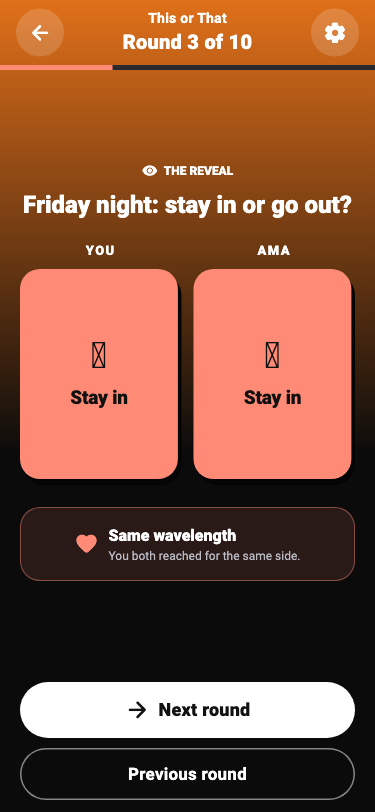 This or That
Round 3 of 10
THE REVEAL
Friday night: stay in or go out?
YOU
AMA
Stay in
Stay in
Same wavelength
You both reached for the same side.
Next round
Previous round